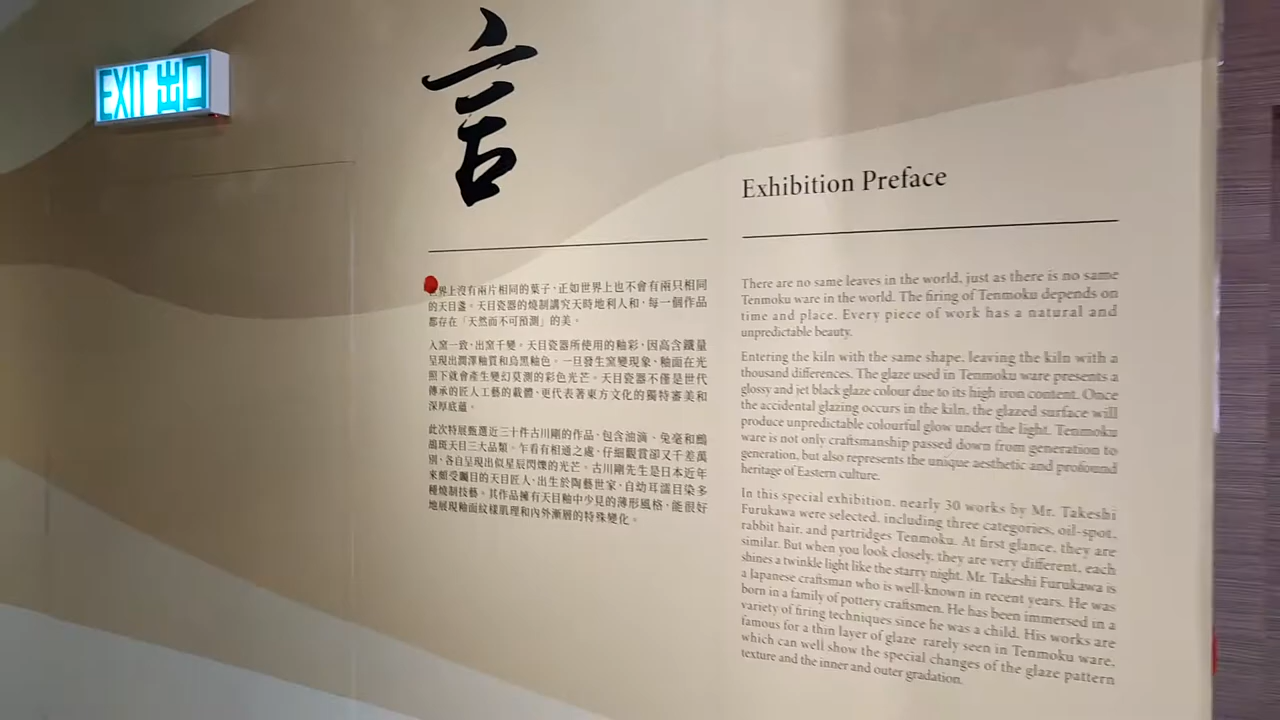 EXIT 出口
言
世界上沒有兩片相同的葉子，正如世界上也不會有兩只相同
的天目盞。天目瓷器的燒制講究天時地利人和，每一個作品
都存在「天然而不可預測」的美。
入窯一致，出窯千變。天目瓷器所使用的釉彩，因高含鐵量
呈現出潤澤釉質和烏黑釉色。一旦發生窯變現象，釉面在光
照下就會產生變幻莫測的彩色光芒。天目瓷器不僅是世代
傳承的匠人工藝的載體，更代表著東方文化的獨特審美和
深厚底蘊。
此次特展甄選近三十件古川剛的作品，包含油滴、兔毫和鷓
鴣斑天目三大品類。乍看有相通之處，仔細觀賞卻又千差萬
別，各自呈現出似星辰閃爍的光芒。古川剛先生是日本近年
來頗受矚目的天目匠人，出生於陶藝世家，自幼耳濡目染多
種燒制技藝。其作品擁有天目釉中少見的薄形風格，能很好
地展現釉面紋樣肌理和內外漸層的特殊變化。
Exhibition Preface
There are no same leaves in the world, just as there is no same
Tenmoku ware in the world. The firing of Tenmoku depends on
time and place. Every piece of work has a natural and
unpredictable beauty.
Entering the kiln with the same shape, leaving the kiln with a
thousand differences. The glaze used in Tenmoku ware presents a
glossy and jet black glaze colour due to its high iron content. Once
the accidental glazing occurs in the kiln, the glazed surface will
produce unpredictable colourful glow under the light. Tenmoku
ware is not only craftsmanship passed down from generation to
generation, but also represents the unique aesthetic and profound
heritage of Eastern culture.
In this special exhibition, nearly 30 works by Mr. Takeshi
Furukawa were selected, including three categories, oil-spot,
rabbit hair, and partridges Tenmoku. At first glance, they are
similar. But when you look closely, they are very different, each
shines a twinkle light like the starry night. Mr. Takeshi Furukawa is
a Japanese craftsman who is well-known in recent years. He was
born in a family of pottery craftsmen. He has been immersed in a
variety of firing techniques since he was a child. His works are
famous for a thin layer of glaze rarely seen in Tenmoku ware,
which can well show the special changes of the glaze pattern
texture and the inner and outer gradation.